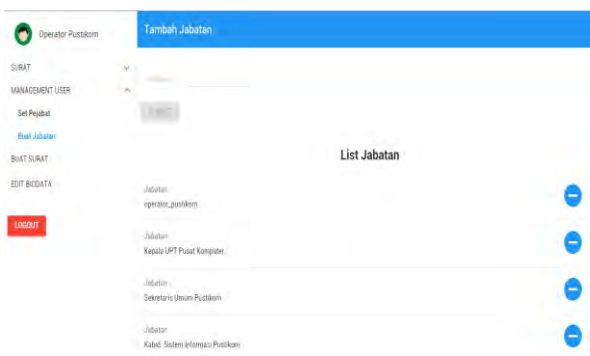 Operator Pustikom
Tambah Jabatan
SURAT
MANAGEMENT USER
Set Pejabat
Buat Jabatan
BUAT SURAT
EDIT BIODATA
LOGOUT
List Jabatan
Jabatan
operator_pustikom
Jabatan
Kepala UPT Pusat Komputer
Jabatan
Sekretaris Umum Pustikom
Jabatan
Kabid. Sistem Informasi Pustikom